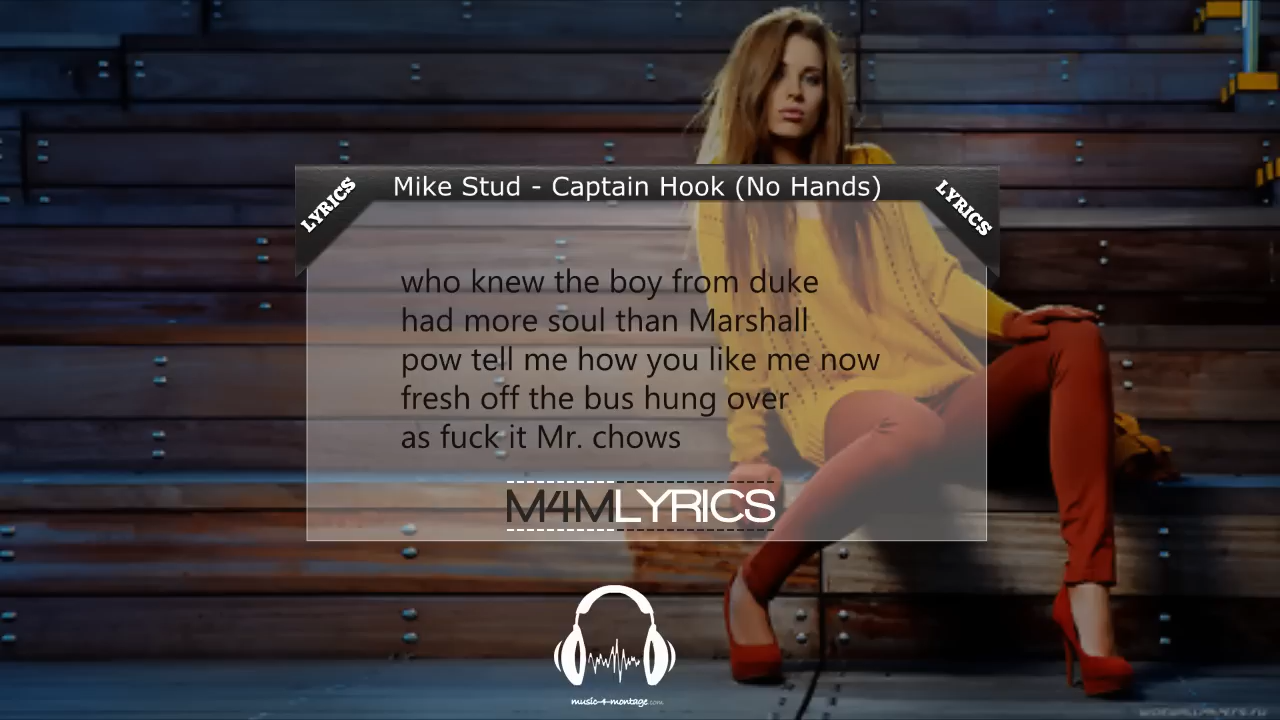 Mike Stud - Captain Hook (No Hands)
LYRICS
LYRICS
who knew the boy from duke
had more soul than Marshall
pow tell me how you like me now
fresh off the bus hung over
as fuck it Mr. chows
M4MLYRICS
music-4-montage.com